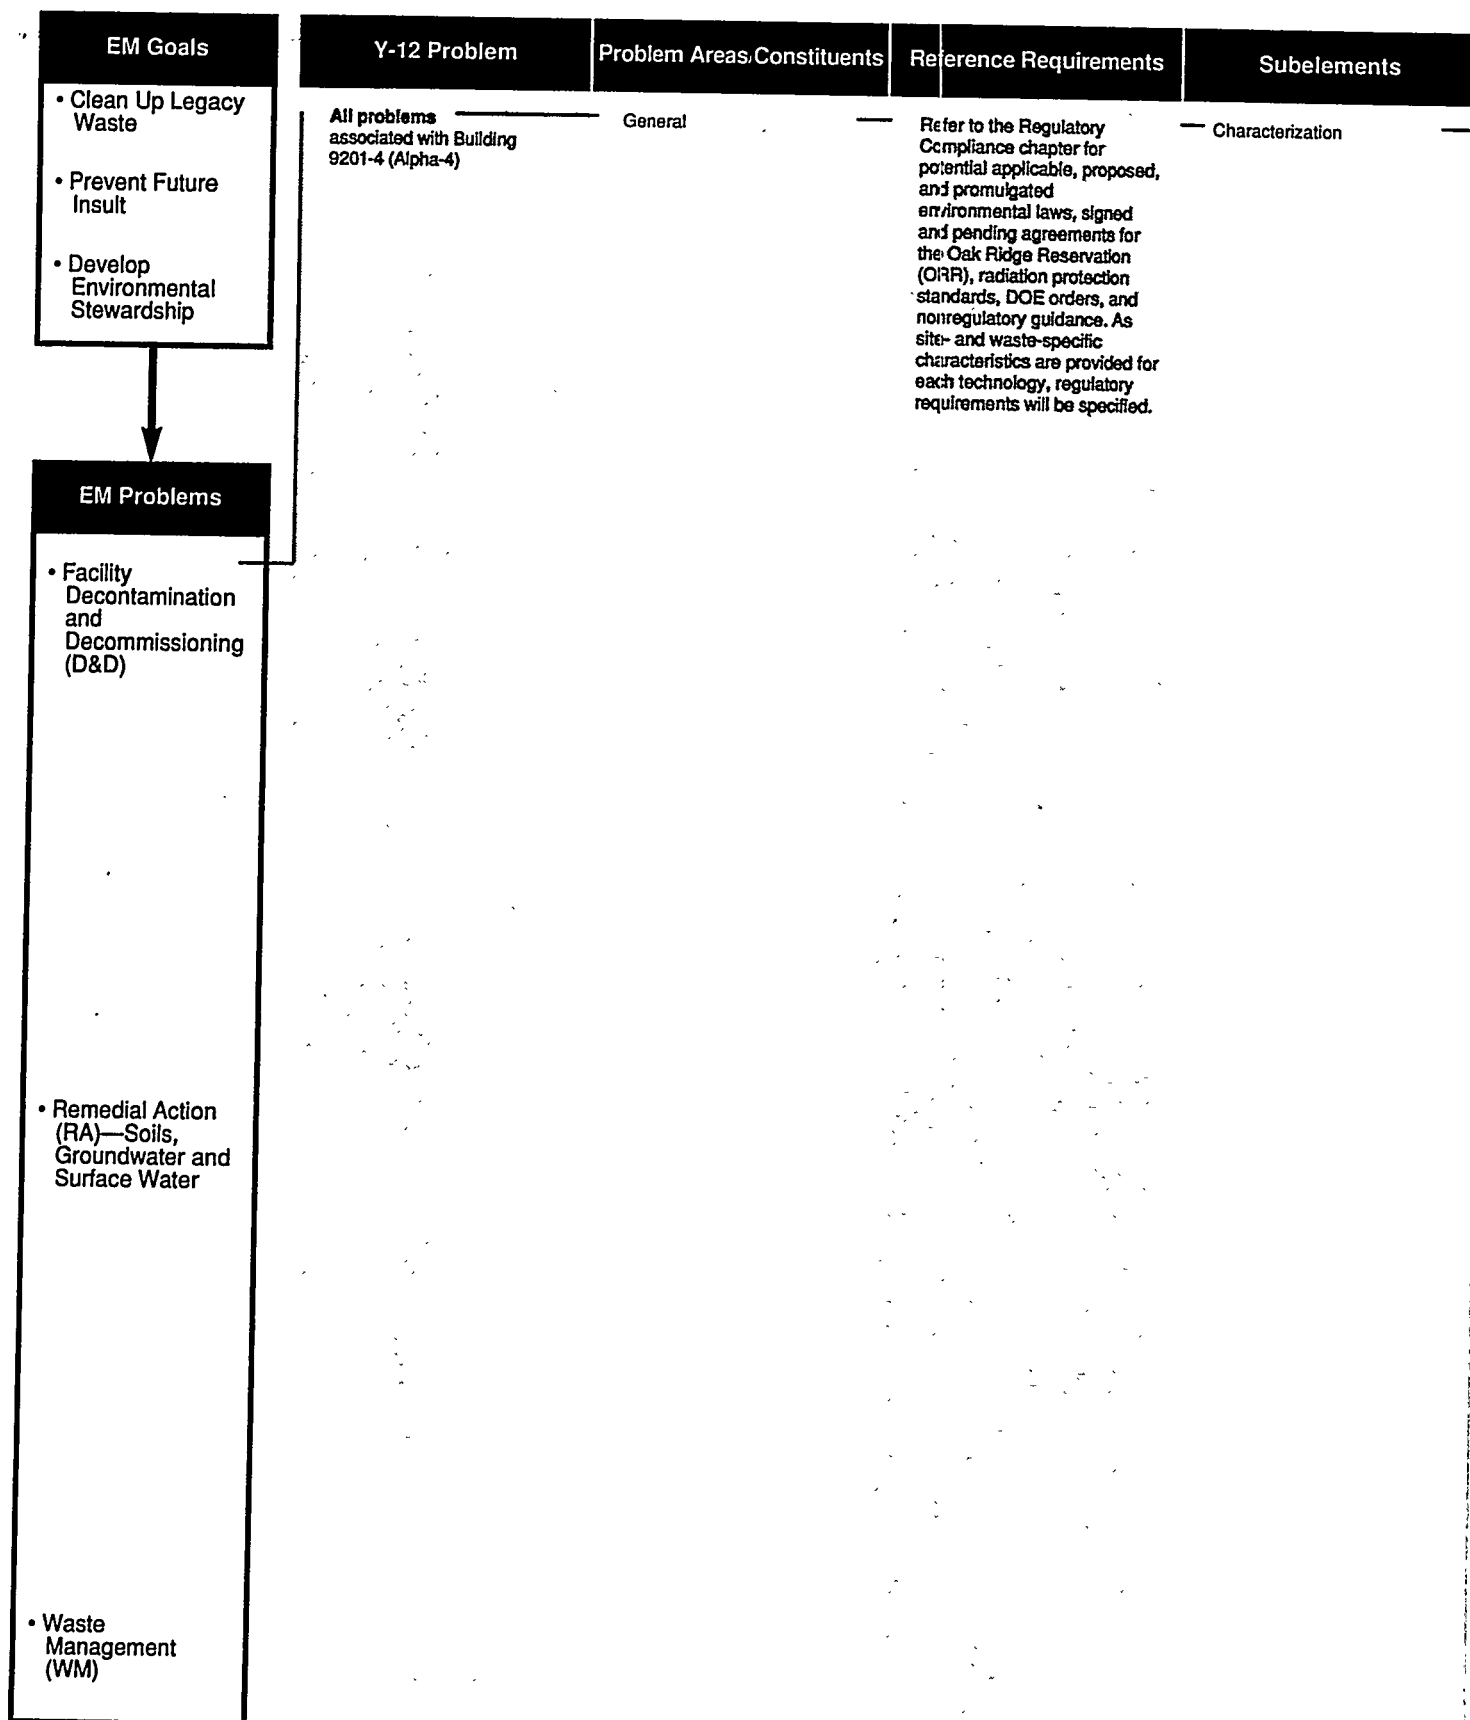 EM Goals
• Clean Up Legacy
Waste
• Prevent Future
Insult
• Develop
Environmental
Stewardship
EM Problems
• Facility
Decontamination
and
Decommissioning
(D&D)
• Remedial Action
(RA)—Soils,
Groundwater and
Surface Water
• Waste
Management
(WM)
Y-12 Problem
All problems
associated with Building
9201-4 (Alpha-4)
Problem Areas/Constituents
General
Reference Requirements
Refer to the Regulatory
Compliance chapter for
potential applicable, proposed,
and promulgated
environmental laws, signed
and pending agreements for
the Oak Ridge Reservation
(ORR), radiation protection
standards, DOE orders, and
nonregulatory guidance. As
site- and waste-specific
characteristics are provided for
each technology, regulatory
requirements will be specified.
Subelements
Characterization